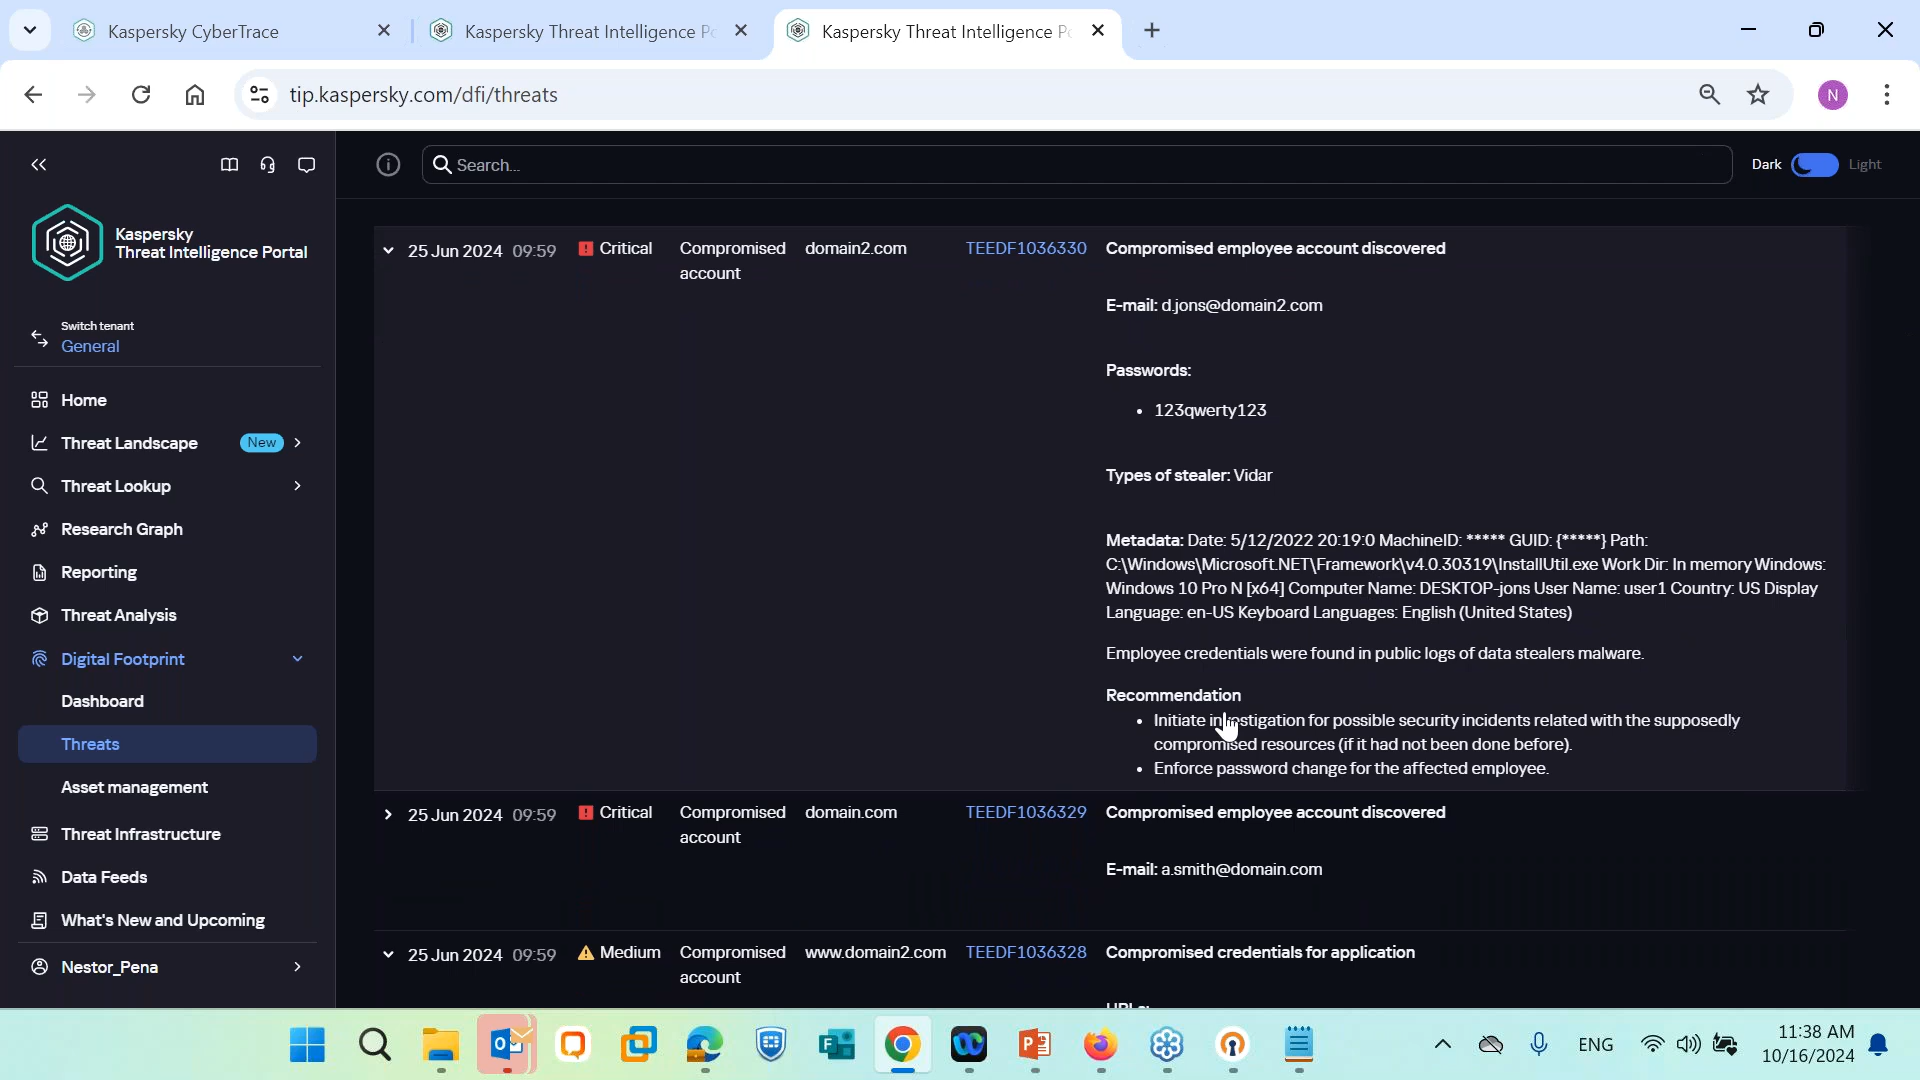 Kaspersky CyberTrace
Kaspersky Threat Intelligence P
Kaspersky Threat Intelligence P
tip.kaspersky.com/dfi/threats
N
Search...
Dark
Light
Kaspersky
Threat Intelligence Portal
Switch tenant
General
Home
Threat Landscape
New
Threat Lookup
Research Graph
Reporting
Threat Analysis
Digital Footprint
Dashboard
Threats
Asset management
Threat Infrastructure
Data Feeds
What's New and Upcoming
Nestor_Pena
25 Jun 2024 09:59 Critical Compromised account domain2.com TEEDF1036330 Compromised employee account discovered
E-mail: d.jons@domain2.com
Passwords:
• 123qwerty123
Types of stealer: Vidar
Metadata: Date: 5/12/2022 20:19:0 MachineID: ***** GUID: {*****} Path:
C:\Windows\Microsoft.NET\Framework\v4.0.30319\InstallUtil.exe Work Dir: In memory Windows:
Windows 10 Pro N [x64] Computer Name: DESKTOP-jons User Name: user1 Country: US Display
Language: en-US Keyboard Languages: English (United States)
Employee credentials were found in public logs of data stealers malware.
Recommendation
• Initiate investigation for possible security incidents related with the supposedly
compromised resources (if it had not been done before).
• Enforce password change for the affected employee.
25 Jun 2024 09:59 Critical Compromised account domain.com TEEDF1036329 Compromised employee account discovered
E-mail: a.smith@domain.com
25 Jun 2024 09:59 Medium Compromised account www.domain2.com TEEDF1036328 Compromised credentials for application
ENG
11:38 AM
10/16/2024